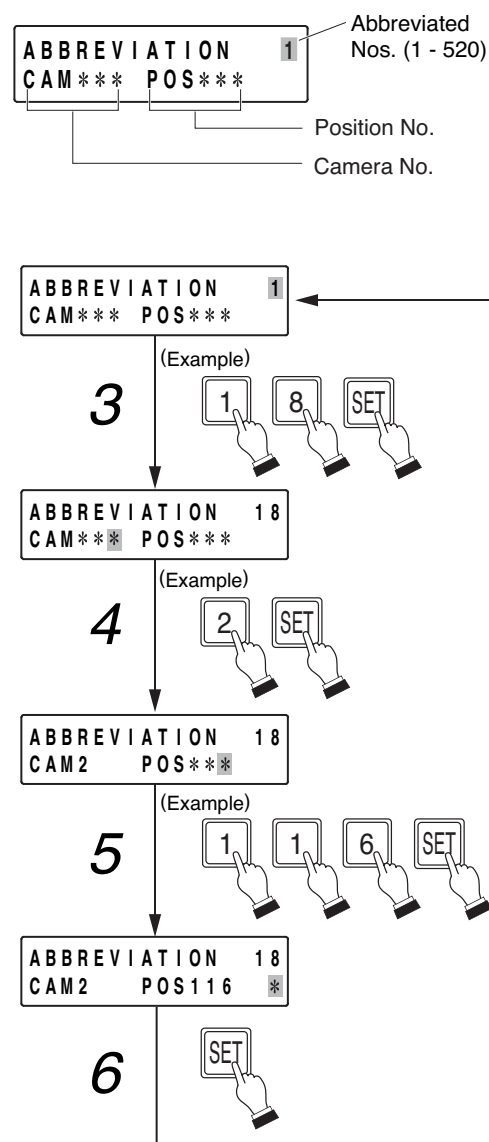 ABBREVIATION 1
CAM*** POS***
Abbreviated
Nos. (1 - 520)
Position No.
Camera No.
ABBREVIATION 1
CAM*** POS***
(Example)
3
1 8 SET
ABBREVIATION 18
CAM*** POS***
(Example)
4
2 SET
ABBREVIATION 18
CAM2 POS***
(Example)
5
1 1 6 SET
ABBREVIATION 18
CAM2 POS116 *
6
SET